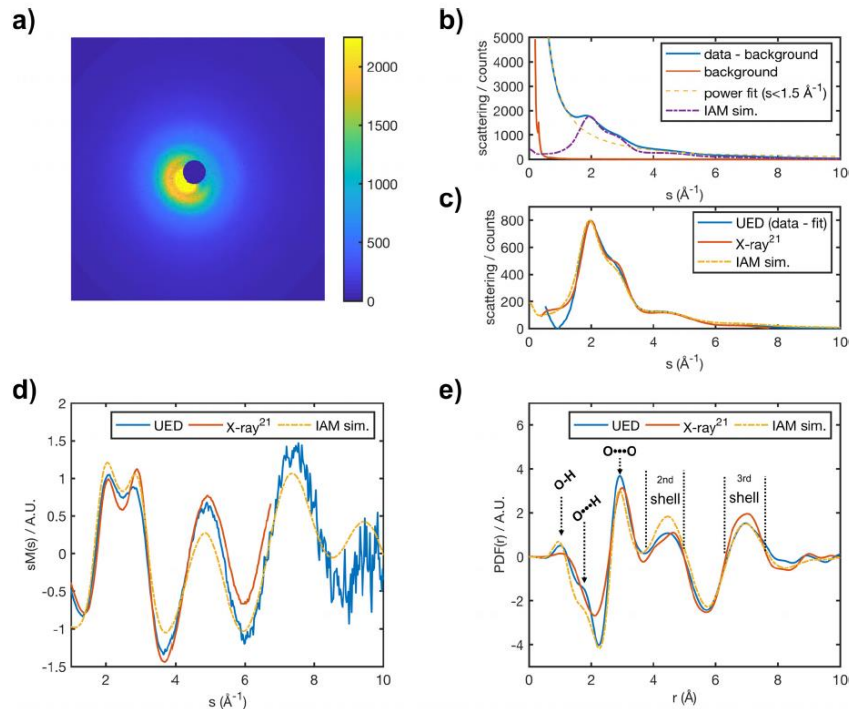 a)
2000
1500
1000
500
0
b)
scattering / counts
5000
4000
3000
2000
1000
0
data - background
background
power fit (s<1.5 Å⁻¹)
IAM sim.
0 2 4 6 8 10
s (Å⁻¹)
c)
scattering / counts
800
600
400
200
0
UED (data - fit)
X-ray²¹
IAM sim.
0 2 4 6 8 10
s (Å⁻¹)
d)
sM(s) / A.U.
2
1.5
1
0.5
0
-0.5
-1
-1.5
UED X-ray²¹ IAM sim.
2 4 6 8 10
s (Å⁻¹)
e)
PDF(r) / A.U.
6
4
2
0
-2
-4
UED X-ray²¹ IAM sim.
O-H
O•••H
O•••O
2nd
shell
3rd
shell
0 2 4 6 8 10
r (Å)